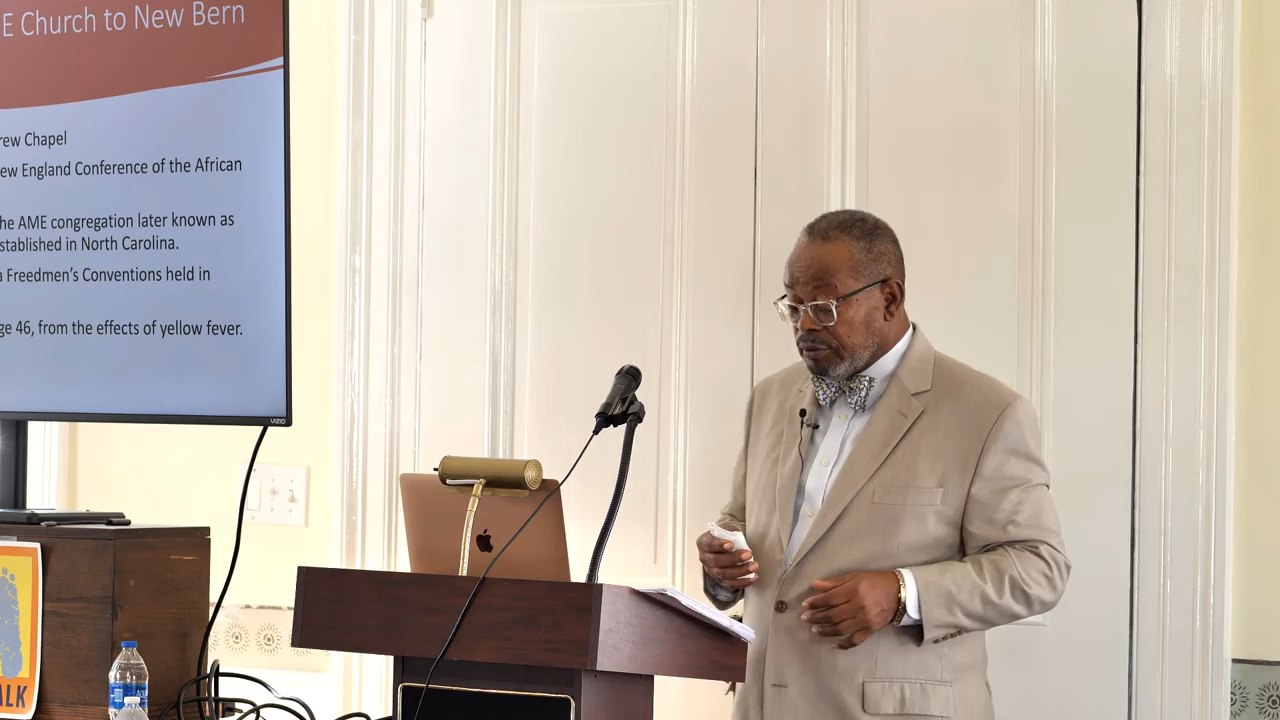 E Church to New Bern
rew Chapel
ew England Conference of the African
he AME congregation later known as
stablished in North Carolina.
a Freedmen's Conventions held in
ge 46, from the effects of yellow fever.
VIZIO
ALK